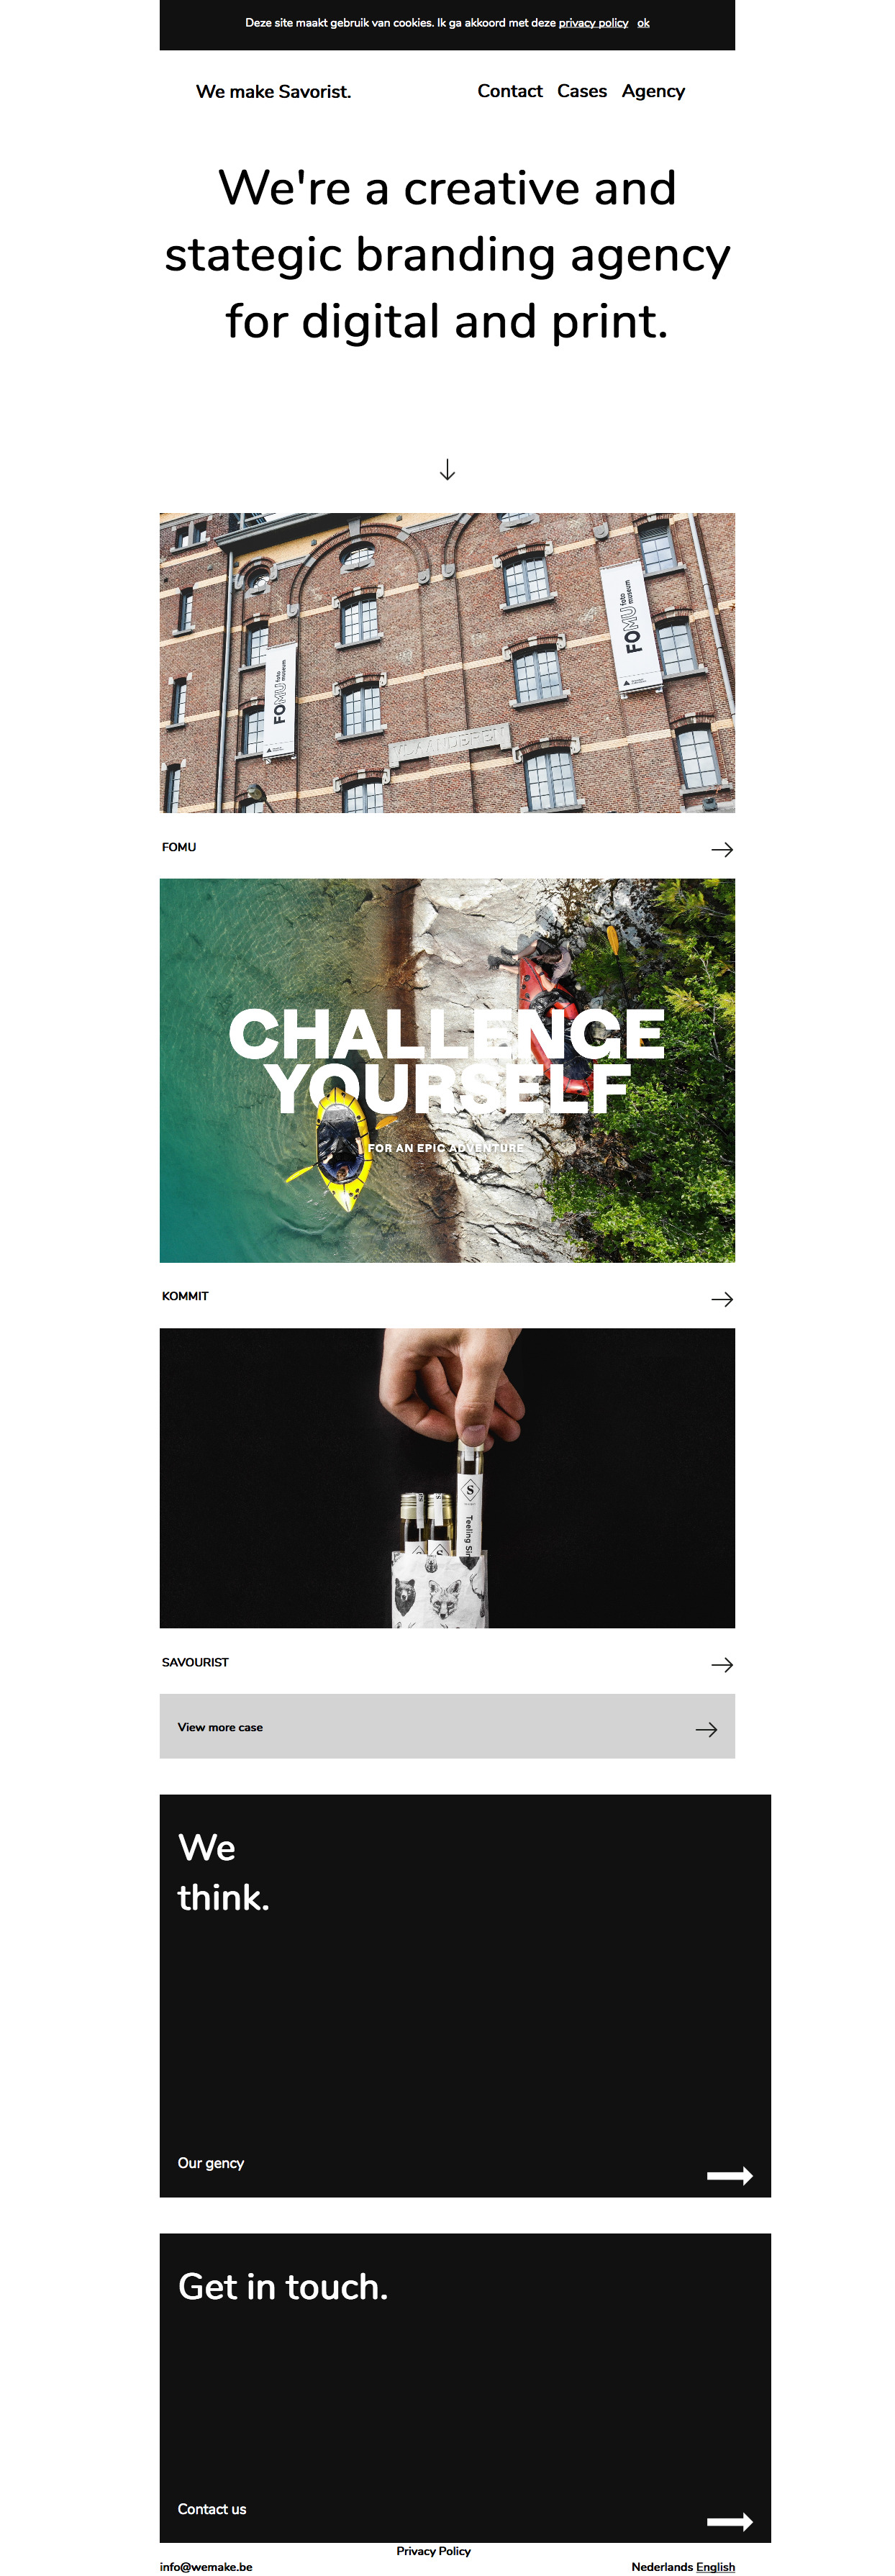 Deze site maakt gebruik van cookies. Ik ga akkoord met deze privacy policy ok
We make Savorist.
Contact Cases Agency
We're a creative and
stategic branding agency
for digital and print.
FOMU foto museum
FOMU foto museum
VLAANDEREN
FOMU
CHALLENGE
YOURSELF
FOR AN EPIC ADVENTURE
KOMMIT
S
Teeling Sin
SAVOURIST
View more case
We
think.
Our gency
Get in touch.
Contact us
Privacy Policy
info@wemake.be
Nederlands English